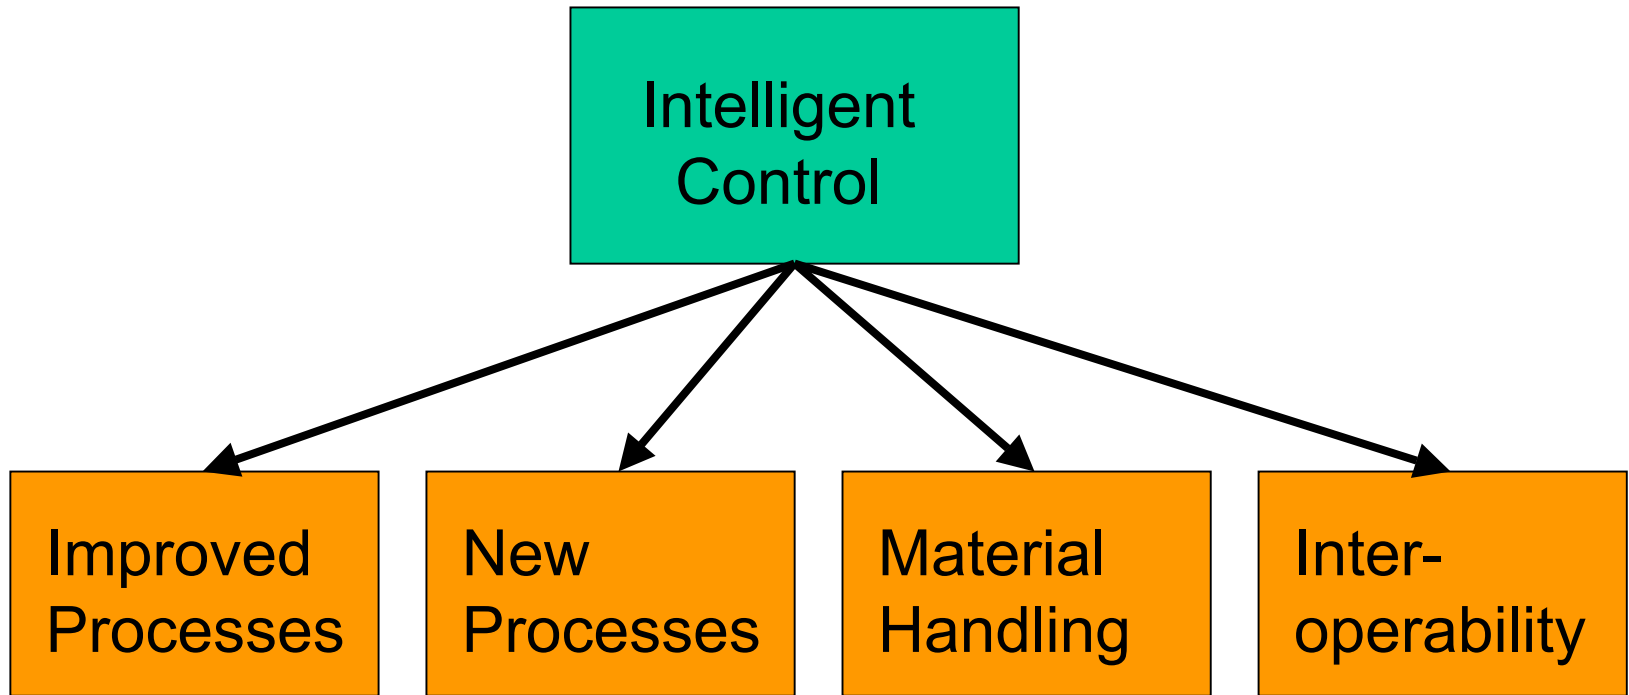 Intelligent
Control
Improved
Processes
New
Processes
Material
Handling
Inter-
operability